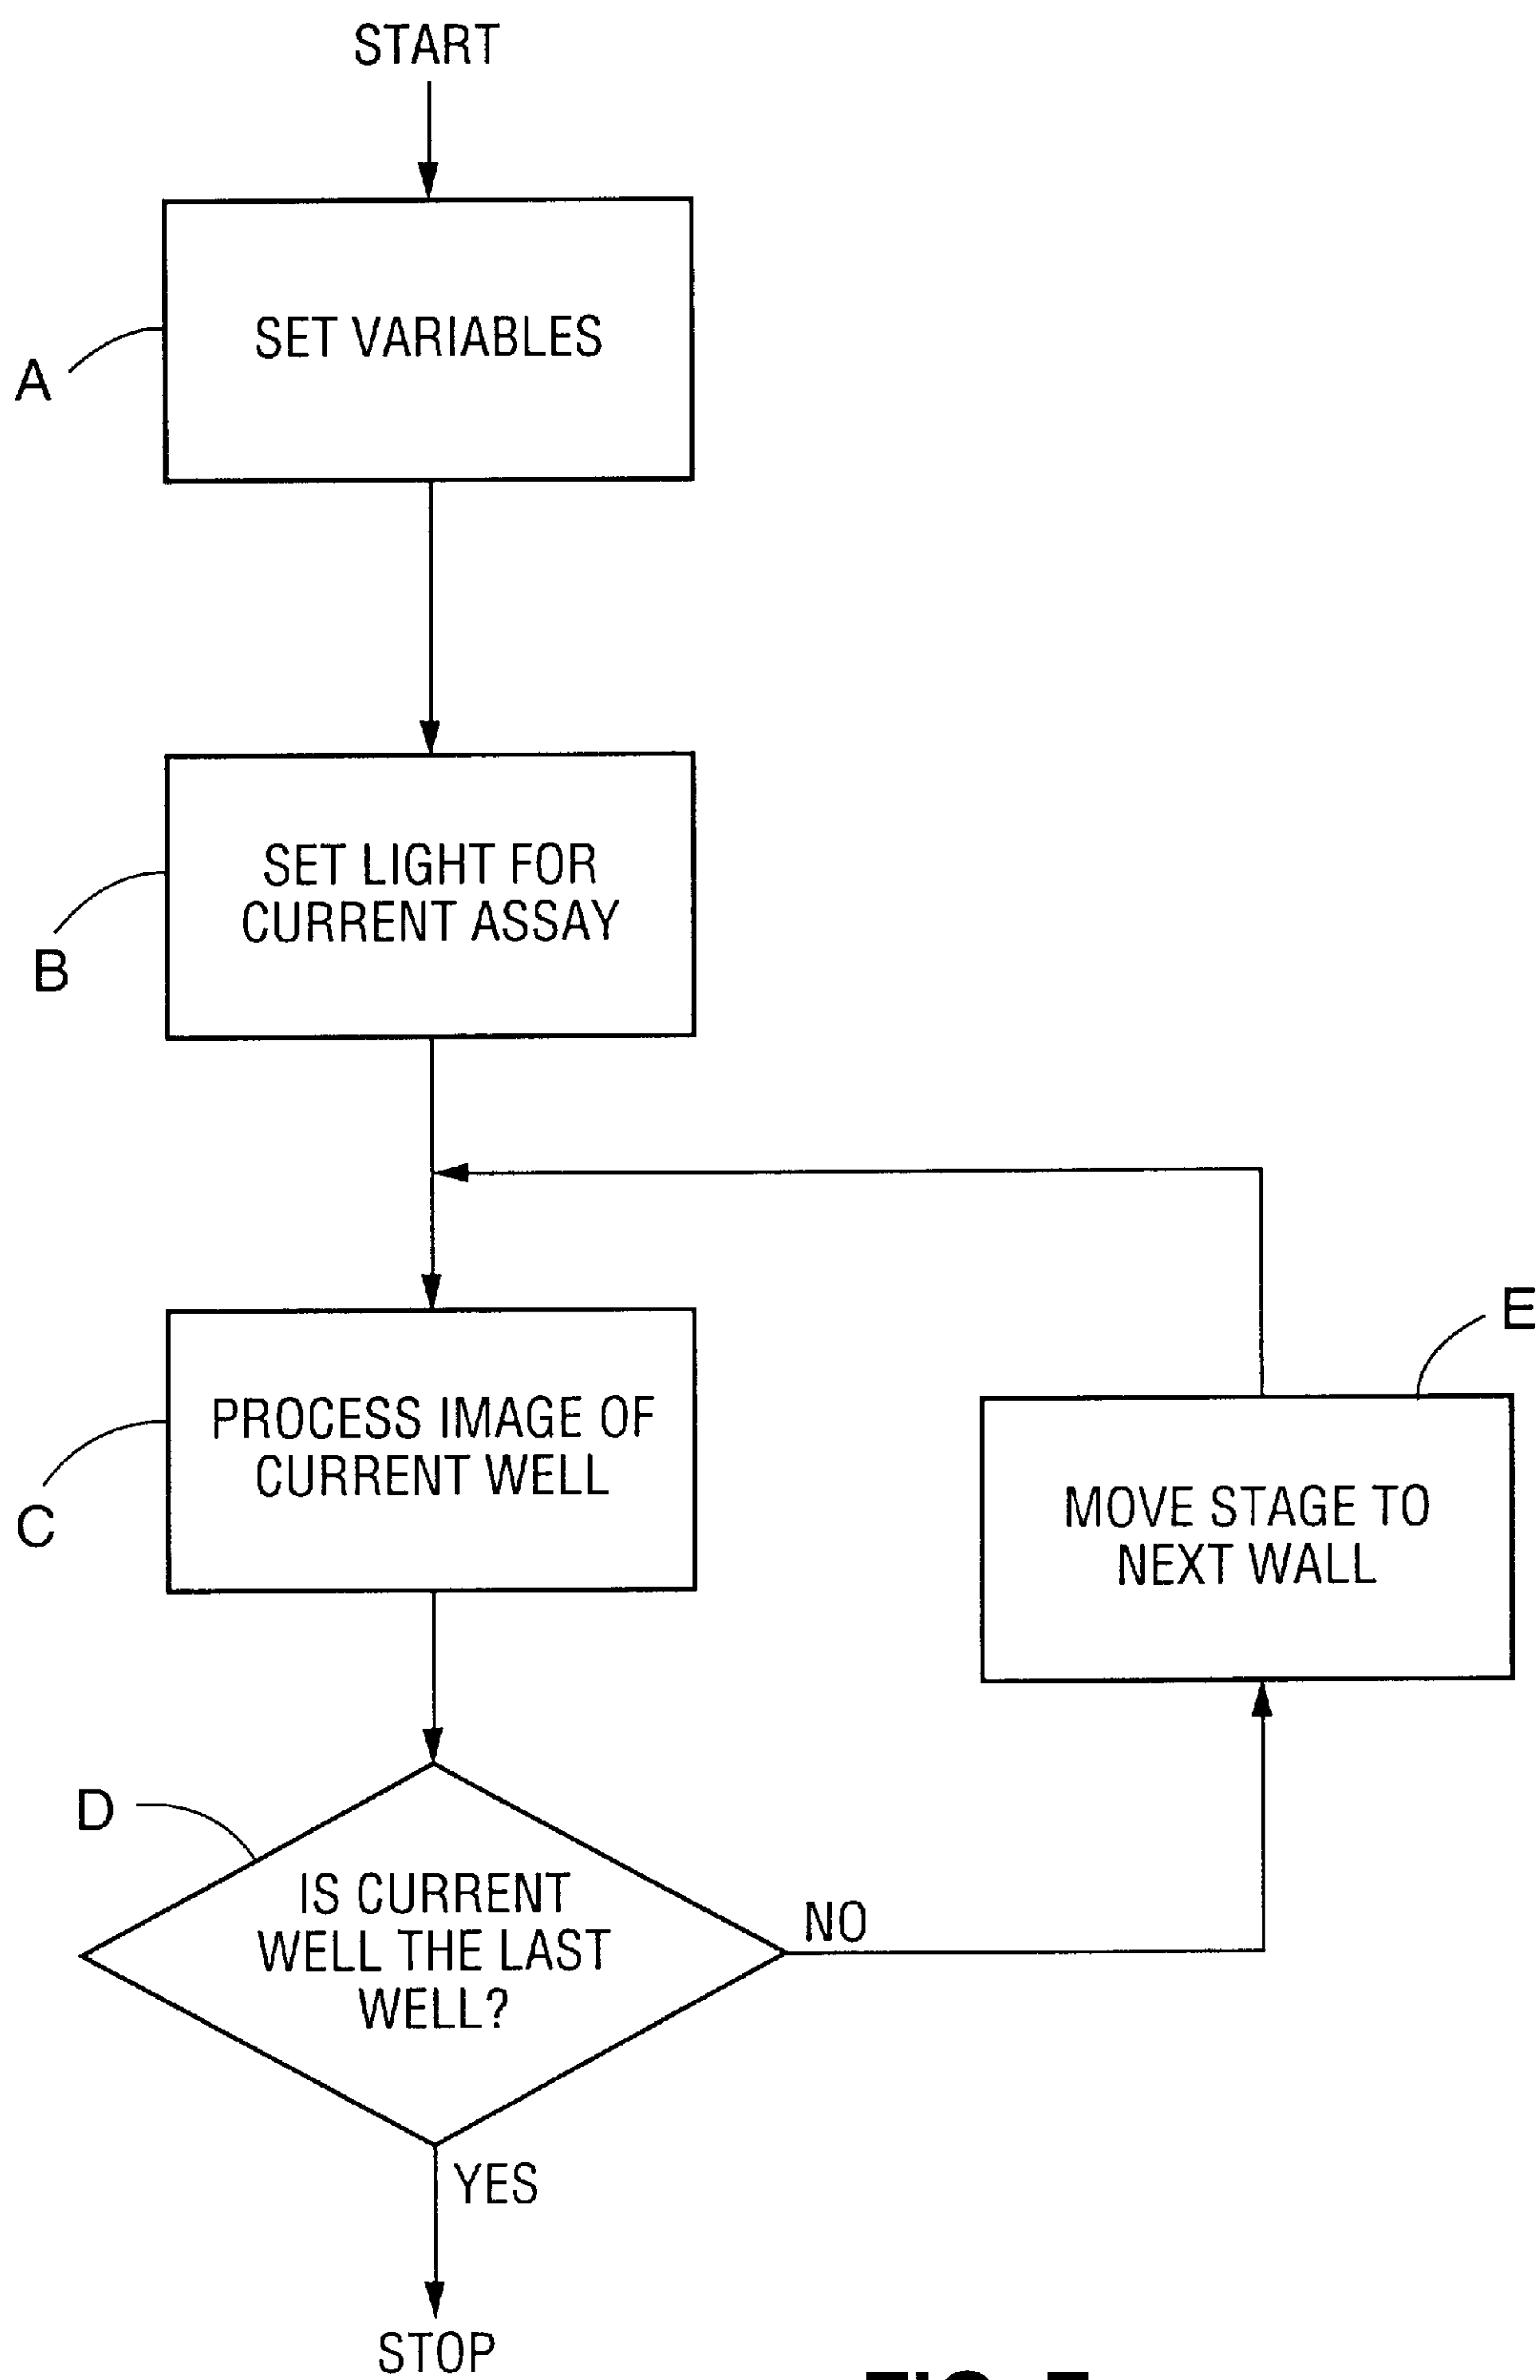 START
SET VARIABLES
A
SET LIGHT FOR
CURRENT ASSAY
B
PROCESS IMAGE OF
CURRENT WELL
C
E
MOVE STAGE TO
NEXT WALL
D
IS CURRENT
WELL THE LAST
WELL?
NO
YES
STOP